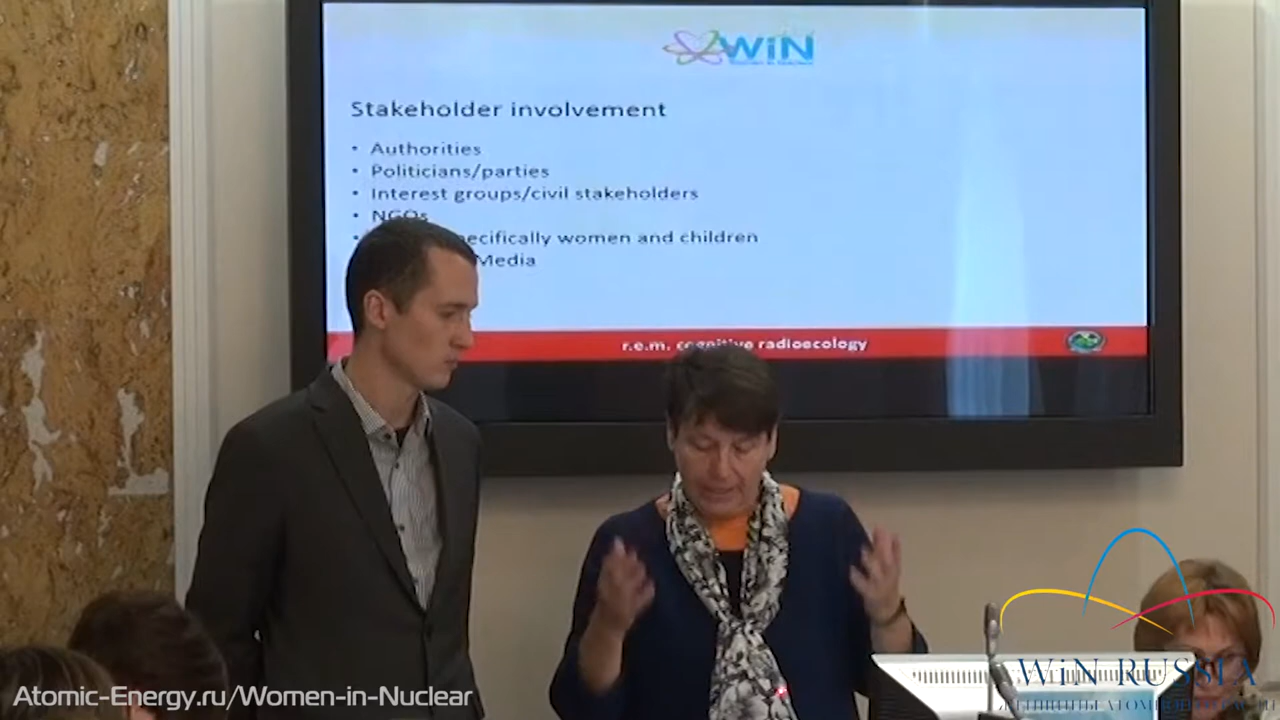 WiN
Stakeholder involvement
• Authorities
• Politicians/parties
• Interest groups/civil stakeholders
• NGOs
• ecifically women and children
Media
r.e.m. cognitive radioecology
WiN RUSSIA
Atomic-Energy.ru/Women-in-Nuclear